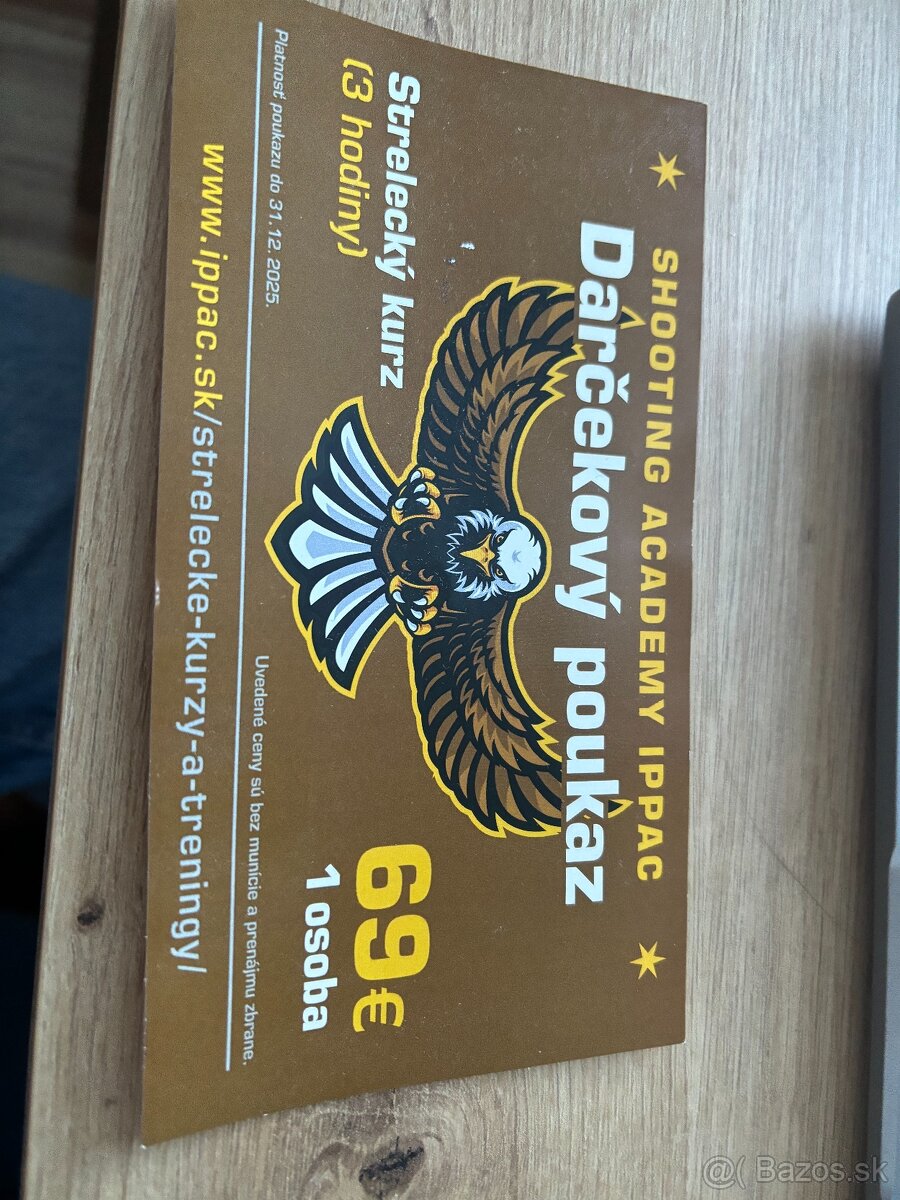 SHOOTING ACADEMY IPPAC
Darčekový poukaz
Strelecký kurz
(3 hodiny)
69€
1 osoba
Platnosť poukazu do 31.12. 2025.
Uvedené ceny sú bez munície a prenájmu zbrane.
www.ippac.sk/strelecke-kurzy-a-treningy/
@( Bazos.sk